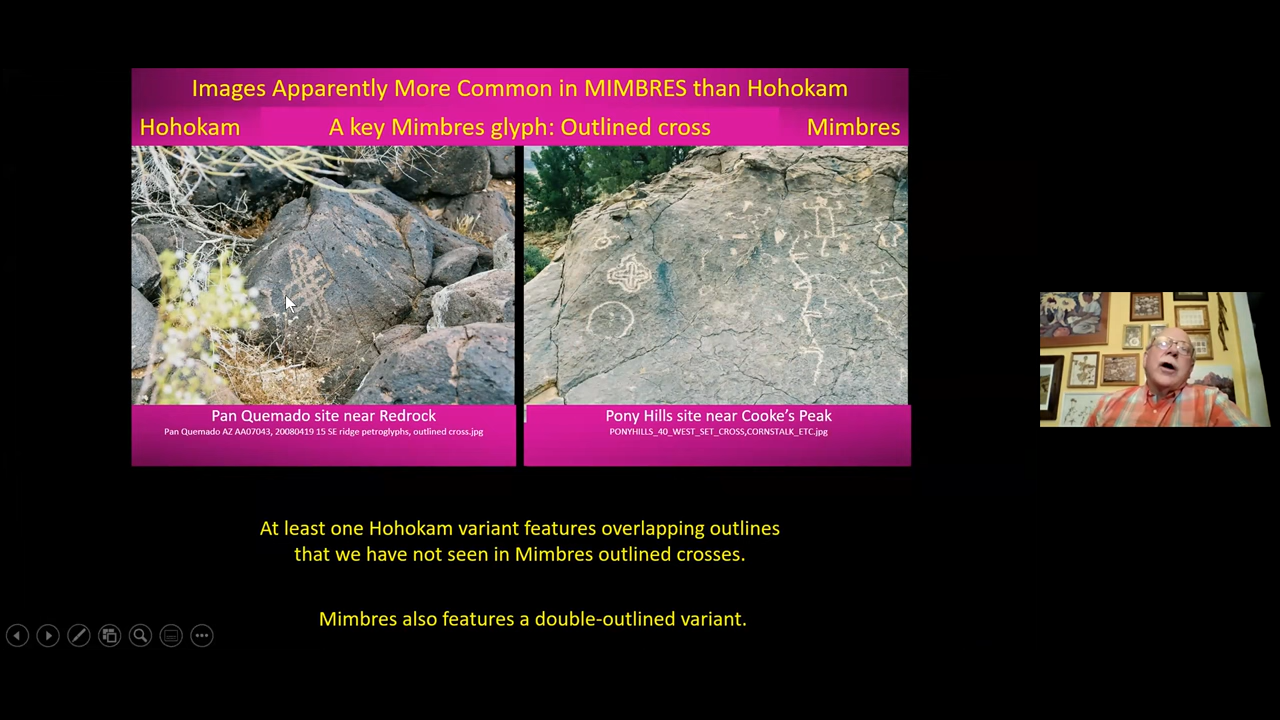 Images Apparently More Common in MIMBRES than Hohokam
Hohokam
A key Mimbres glyph: Outlined cross
Mimbres
Pan Quemado site near Redrock
Pan Quemado AZ AA07043, 20080419 15 SE ridge petroglyphs, outlined cross.jpg
Pony Hills site near Cooke's Peak
PONYHILLS_40_WEST_SET_CROSS,CORNSTALK_ETC.jpg
At least one Hohokam variant features overlapping outlines
that we have not seen in Mimbres outlined crosses.
Mimbres also features a double-outlined variant.